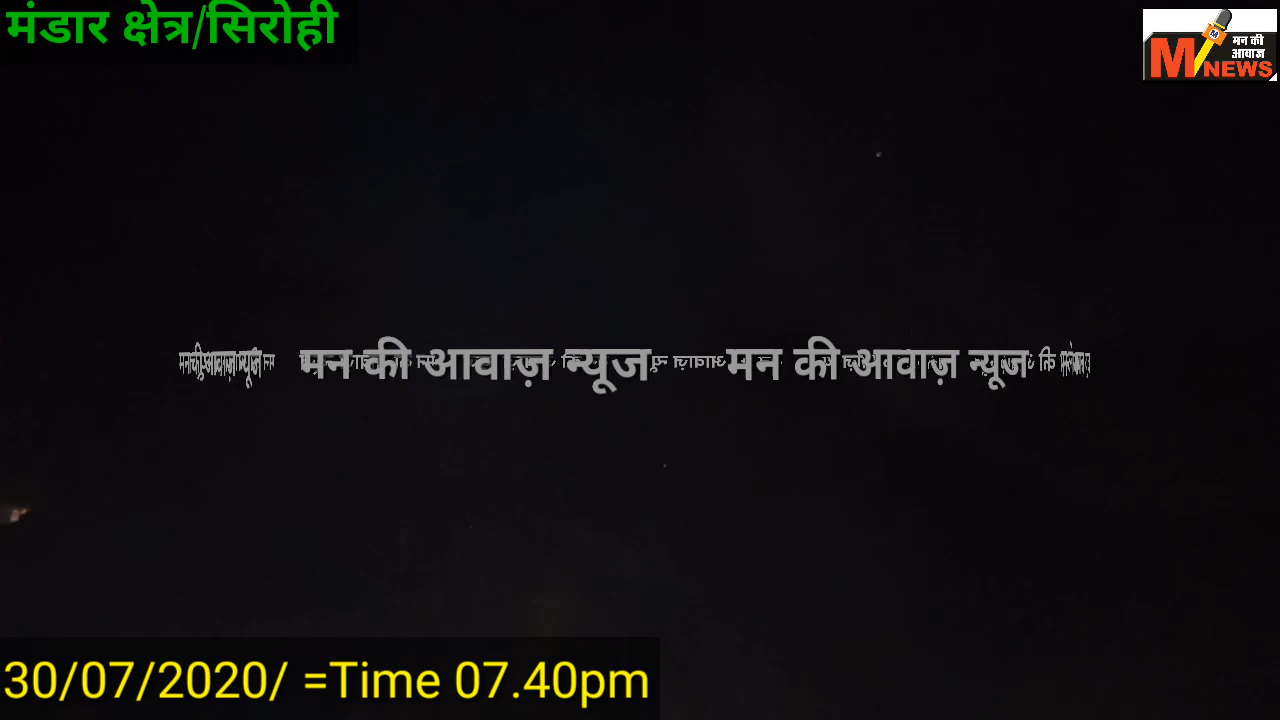 मंडार क्षेत्र/सिरोही
M
मन की
आवाज
M NEWS
मन की आवाज़ न्यूज मन की आवाज़ न्यूज
30/07/2020/ =Time 07.40pm